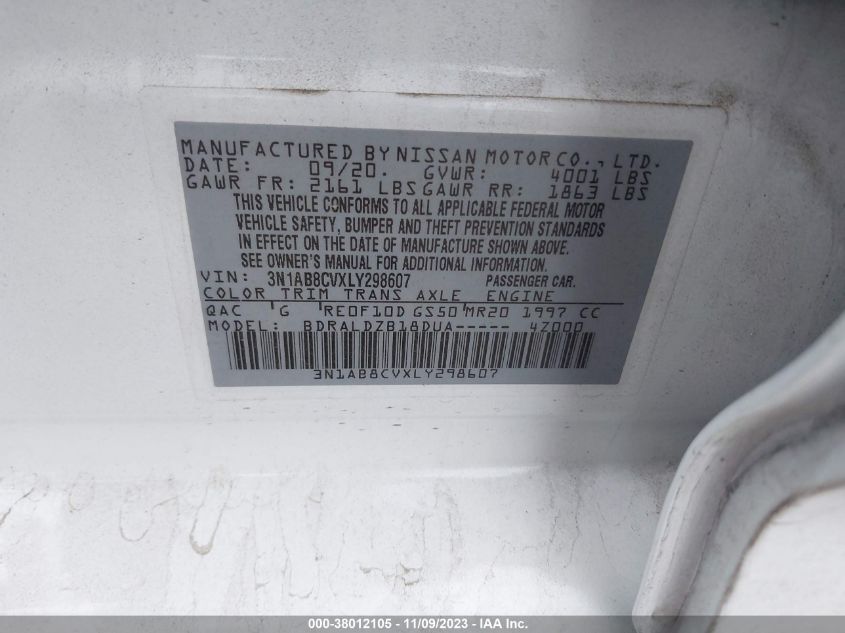 MANUFACTURED BY NISSAN MOTOR CO., LTD.
DATE: 09/20. GVWR: 4001 LBS
GAWR FR: 2161 LBS GAWR RR: 1863 LBS
THIS VEHICLE CONFORMS TO ALL APPLICABLE FEDERAL MOTOR
VEHICLE SAFETY, BUMPER AND THEFT PREVENTION STANDARDS
IN EFFECT ON THE DATE OF MANUFACTURE SHOWN ABOVE.
SEE OWNER'S MANUAL FOR ADDITIONAL INFORMATION.
VIN: 3N1AB8CVXLY298607 PASSENGER CAR.
COLOR TRIM TRANS AXLE ENGINE
QAC G RE0F10D GS50 MR20 1997 CC
MODEL: BDRALDZB18DUA----- 4Z000
3N1AB8CVXLY298607
000-38012105 - 11/09/2023 - IAA Inc.